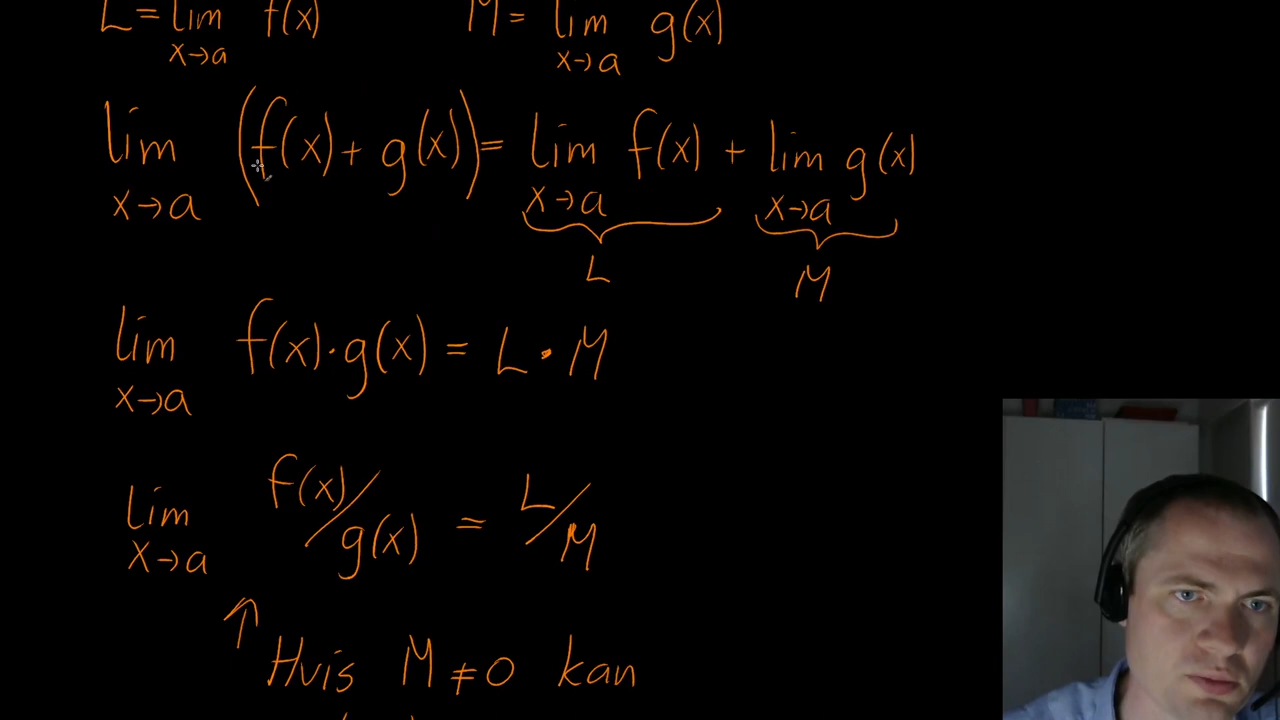 L = lim f(x) M = lim g(x)
x→a x→a
lim (f(x) + g(x)) = lim f(x) + lim g(x)
x→a x→a x→a
L M
lim f(x) · g(x) = L · M
x→a
lim f(x)/g(x) = L/M
x→a
↑ Hvis M ≠ 0 kan